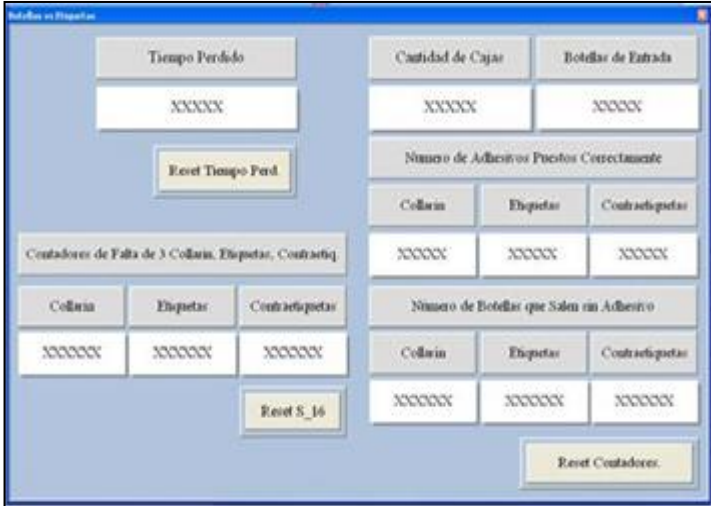 Botellas vs Etiquetas
Tiempo Perdido
XXXXX
Reset Tiempo Perd.
Contadores de Falta de 3 Collarin, Etiquetas, Contraetiq.
Collarin Etiquetas Contraetiquetas
XXXXXX XXXXXX XXXXXX
Reset S_16
Cantidad de Cajas Botellas de Entrada
XXXXX XXXXX
Numero de Adhesivos Puestos Correctamente
Collarin Etiquetas Contraetiquetas
XXXXX XXXXX XXXXX
Número de Botellas que Salen sin Adhesivo
Collarin Etiquetas Contraetiquetas
XXXXXX XXXXXX XXXXXX
Reset Contadores.